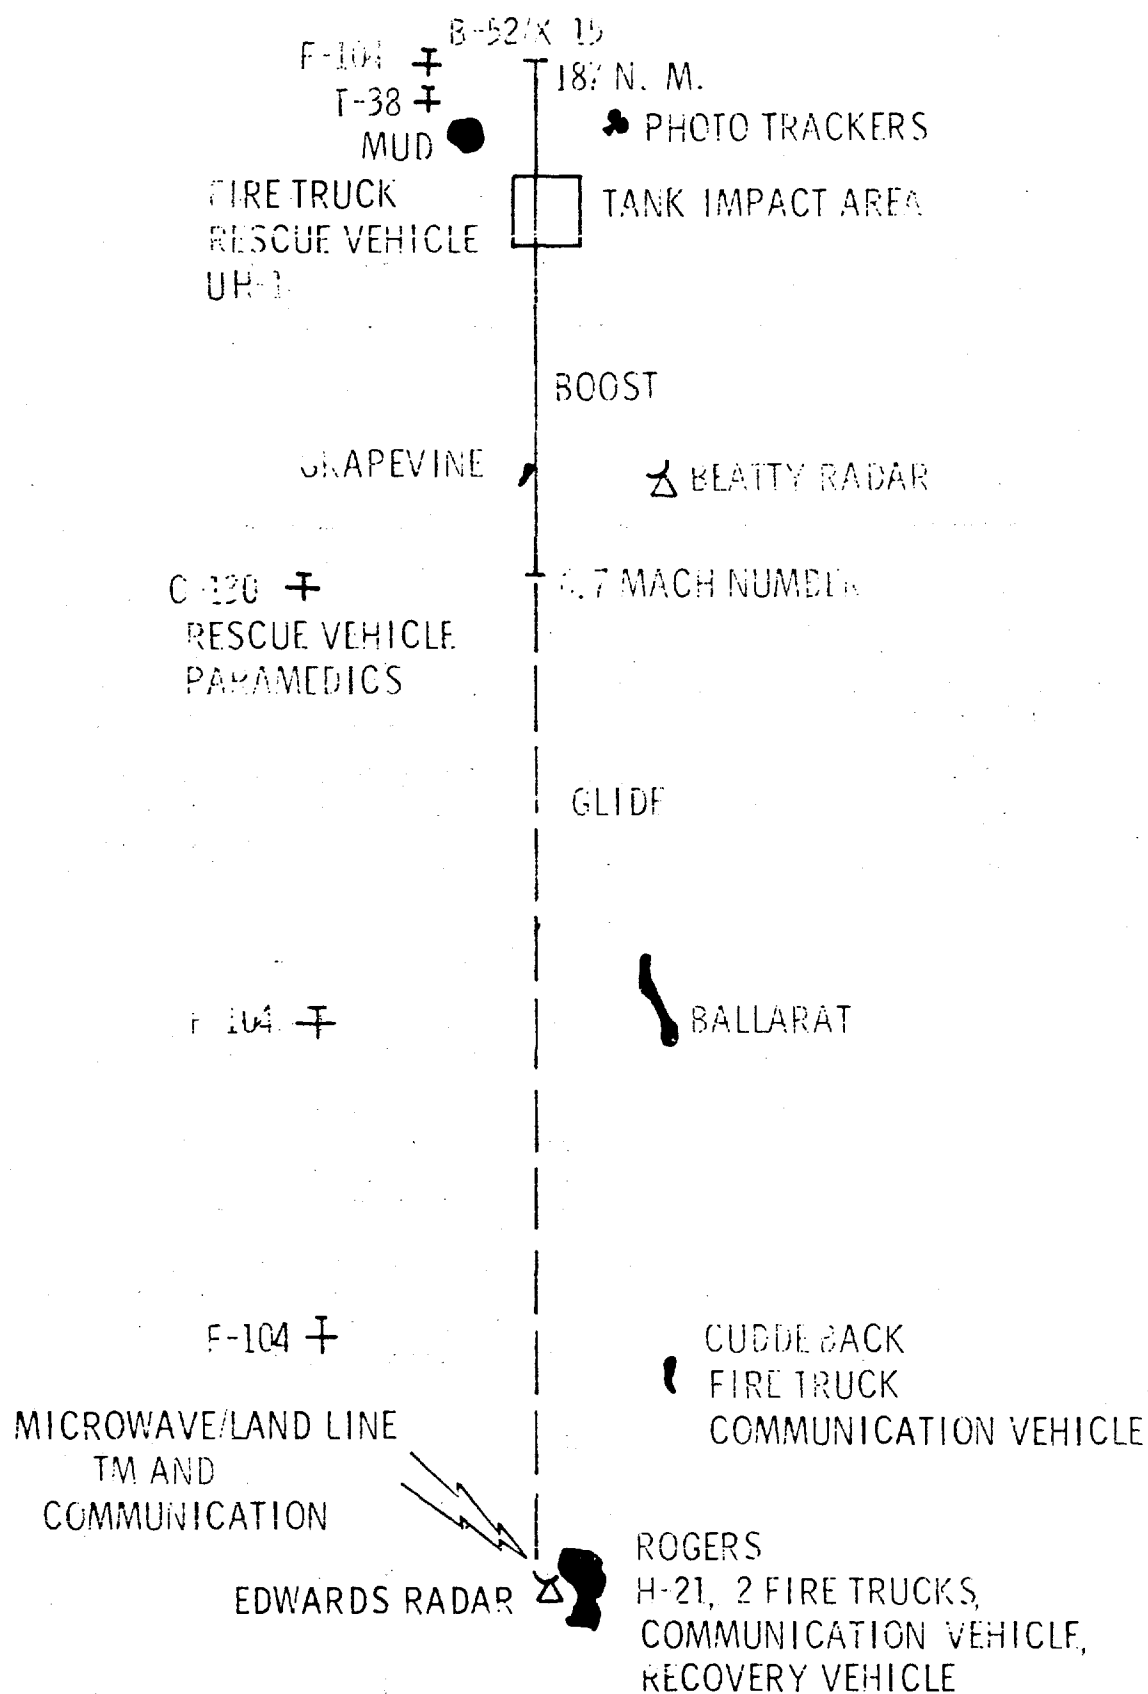 B-52/X-15
F-104
187 N. M.
T-38
PHOTO TRACKERS
MUD
FIRE TRUCK
RESCUE VEHICLE
UH-1
TANK IMPACT AREA
BOOST
GRAPEVINE
BEATTY RADAR
C-130
RESCUE VEHICLE
PARAMEDICS
MACH NUMBER
GLIDE
F-104
BALLARAT
F-104
CUDDEBACK
FIRE TRUCK
COMMUNICATION VEHICLE
MICROWAVE/LAND LINE
TM AND
COMMUNICATION
EDWARDS RADAR
ROGERS
H-21, 2 FIRE TRUCKS,
COMMUNICATION VEHICLE,
RECOVERY VEHICLE